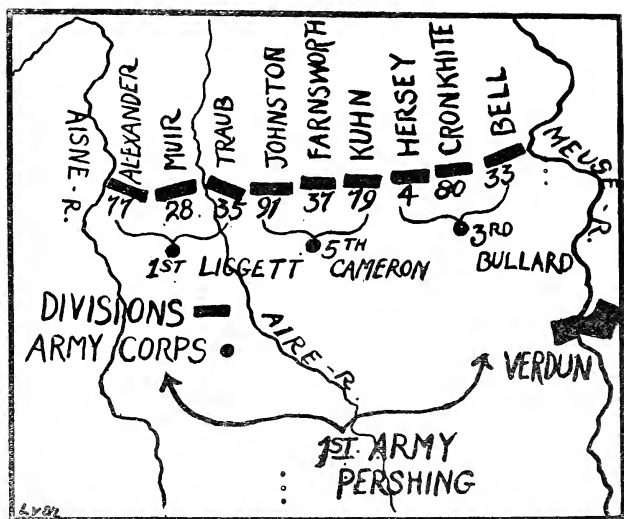 AISNE-R.
ALEXANDER
MUIR
TRAUB
JOHNSTON
FARNSWORTH
KUHN
HERSEY
CRONKHITE
BELL
MEUSE-R.
77
28
35
91
37
79
4
80
33
1ST LIGGETT
5TH CAMERON
3RD BULLARD
DIVISIONS
ARMY CORPS
AIRE-R.
VERDUN
1ST ARMY
PERSHING